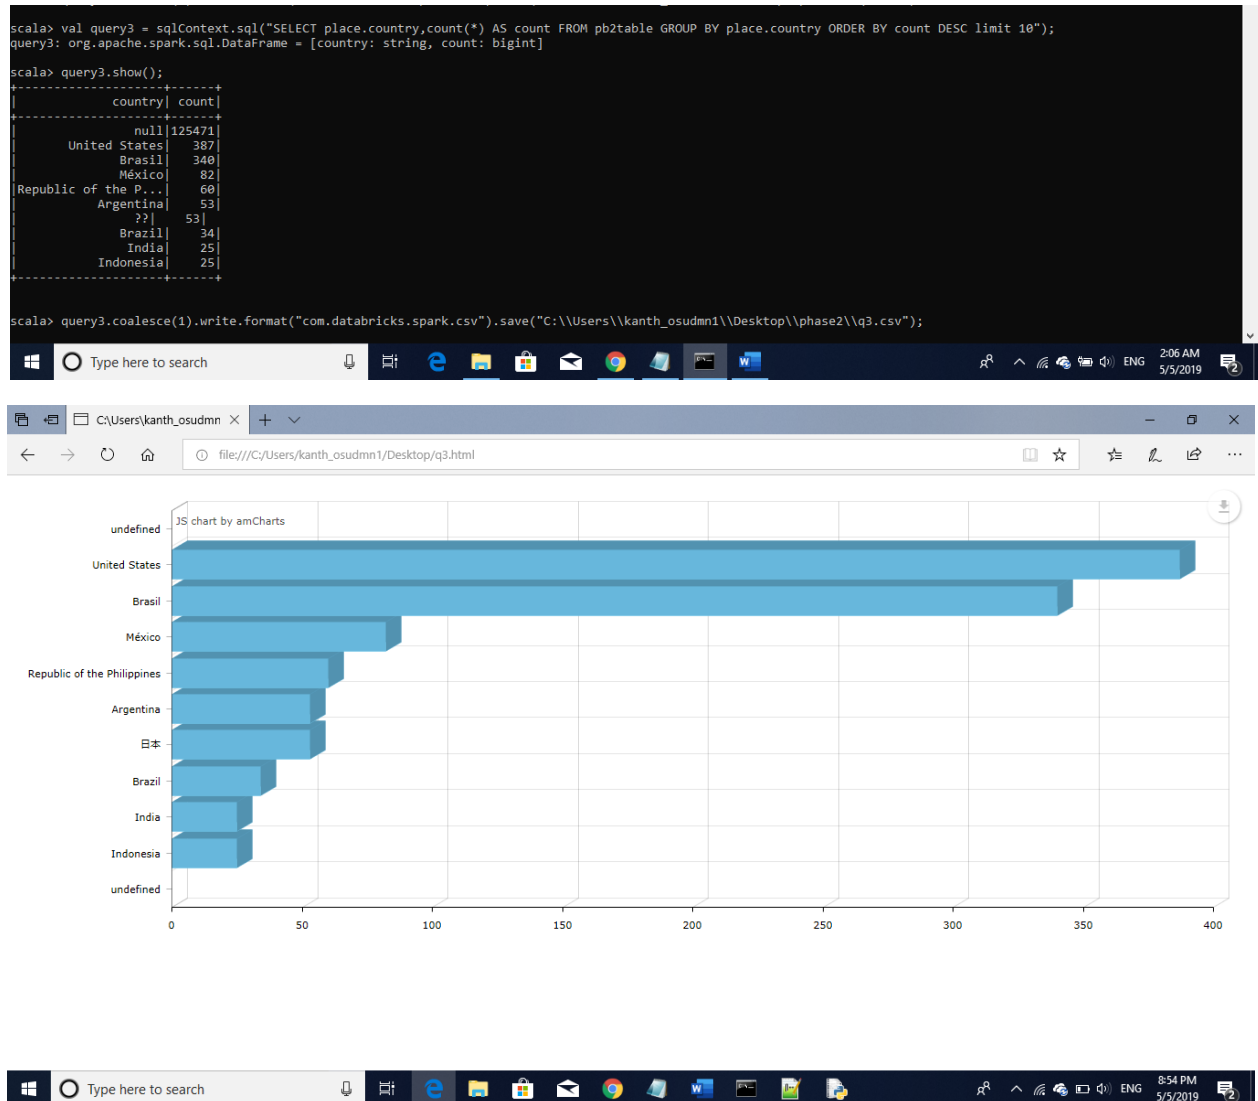 scala> val query3 = sqlContext.sql("SELECT place.country,count(*) AS count FROM pb2table GROUP BY place.country ORDER BY count DESC limit 10");
query3: org.apache.spark.sql.DataFrame = [country: string, count: bigint]
scala> query3.show();
+--------------------+------+
|             country| count|
+--------------------+------+
|                null|125471|
|       United States|   387|
|              Brasil|   340|
|              México|    82|
|Republic of the P...|    60|
|           Argentina|    53|
|                ??|    53|
|              Brazil|    34|
|               India|    25|
|           Indonesia|    25|
+--------------------+------+
scala> query3.coalesce(1).write.format("com.databricks.spark.csv").save("C:\\Users\\kanth_osudmn1\\Desktop\\phase2\\q3.csv");
Type here to search
ENG
2:06 AM
5/5/2019
2
C:\Users\kanth_osudmn
file:///C:/Users/kanth_osudmn1/Desktop/q3.html
JS chart by amCharts
undefined
United States
Brasil
México
Republic of the Philippines
Argentina
日本
Brazil
India
Indonesia
undefined
0 50 100 150 200 250 300 350 400
Type here to search
ENG
8:54 PM
5/5/2019
2